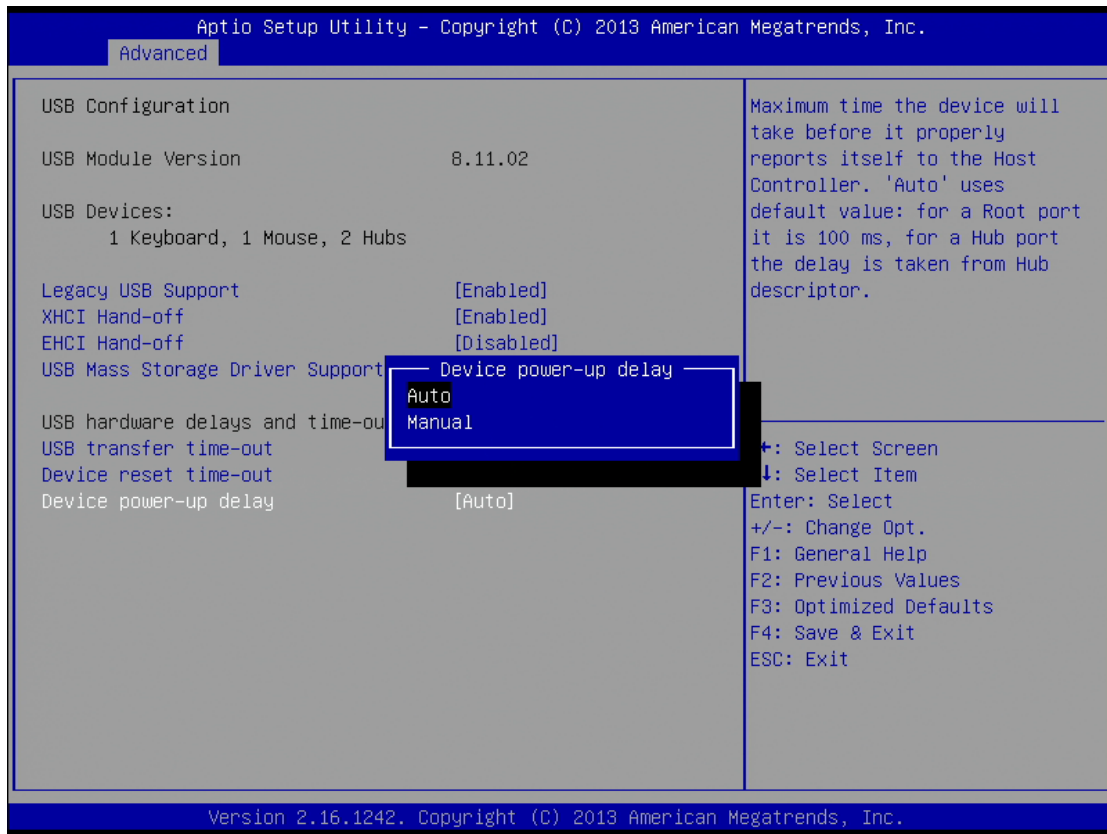 Aptio Setup Utility – Copyright (C) 2013 American Megatrends, Inc.
Advanced
USB Configuration
USB Module Version 8.11.02
USB Devices:
1 Keyboard, 1 Mouse, 2 Hubs
Legacy USB Support [Enabled]
XHCI Hand-off [Enabled]
EHCI Hand-off [Disabled]
USB Mass Storage Driver Support
USB hardware delays and time-ou
USB transfer time-out
Device reset time-out
Device power-up delay [Auto]
Device power-up delay
Auto
Manual
Maximum time the device will
take before it properly
reports itself to the Host
Controller. 'Auto' uses
default value: for a Root port
it is 100 ms, for a Hub port
the delay is taken from Hub
descriptor.
←: Select Screen
↓: Select Item
Enter: Select
+/-: Change Opt.
F1: General Help
F2: Previous Values
F3: Optimized Defaults
F4: Save & Exit
ESC: Exit
Version 2.16.1242. Copyright (C) 2013 American Megatrends, Inc.